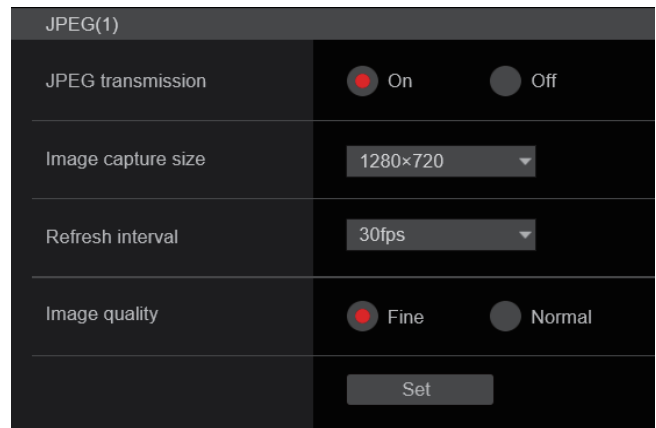 JPEG(1)
JPEG transmission On Off
Image capture size 1280×720
Refresh interval 30fps
Image quality Fine Normal
Set